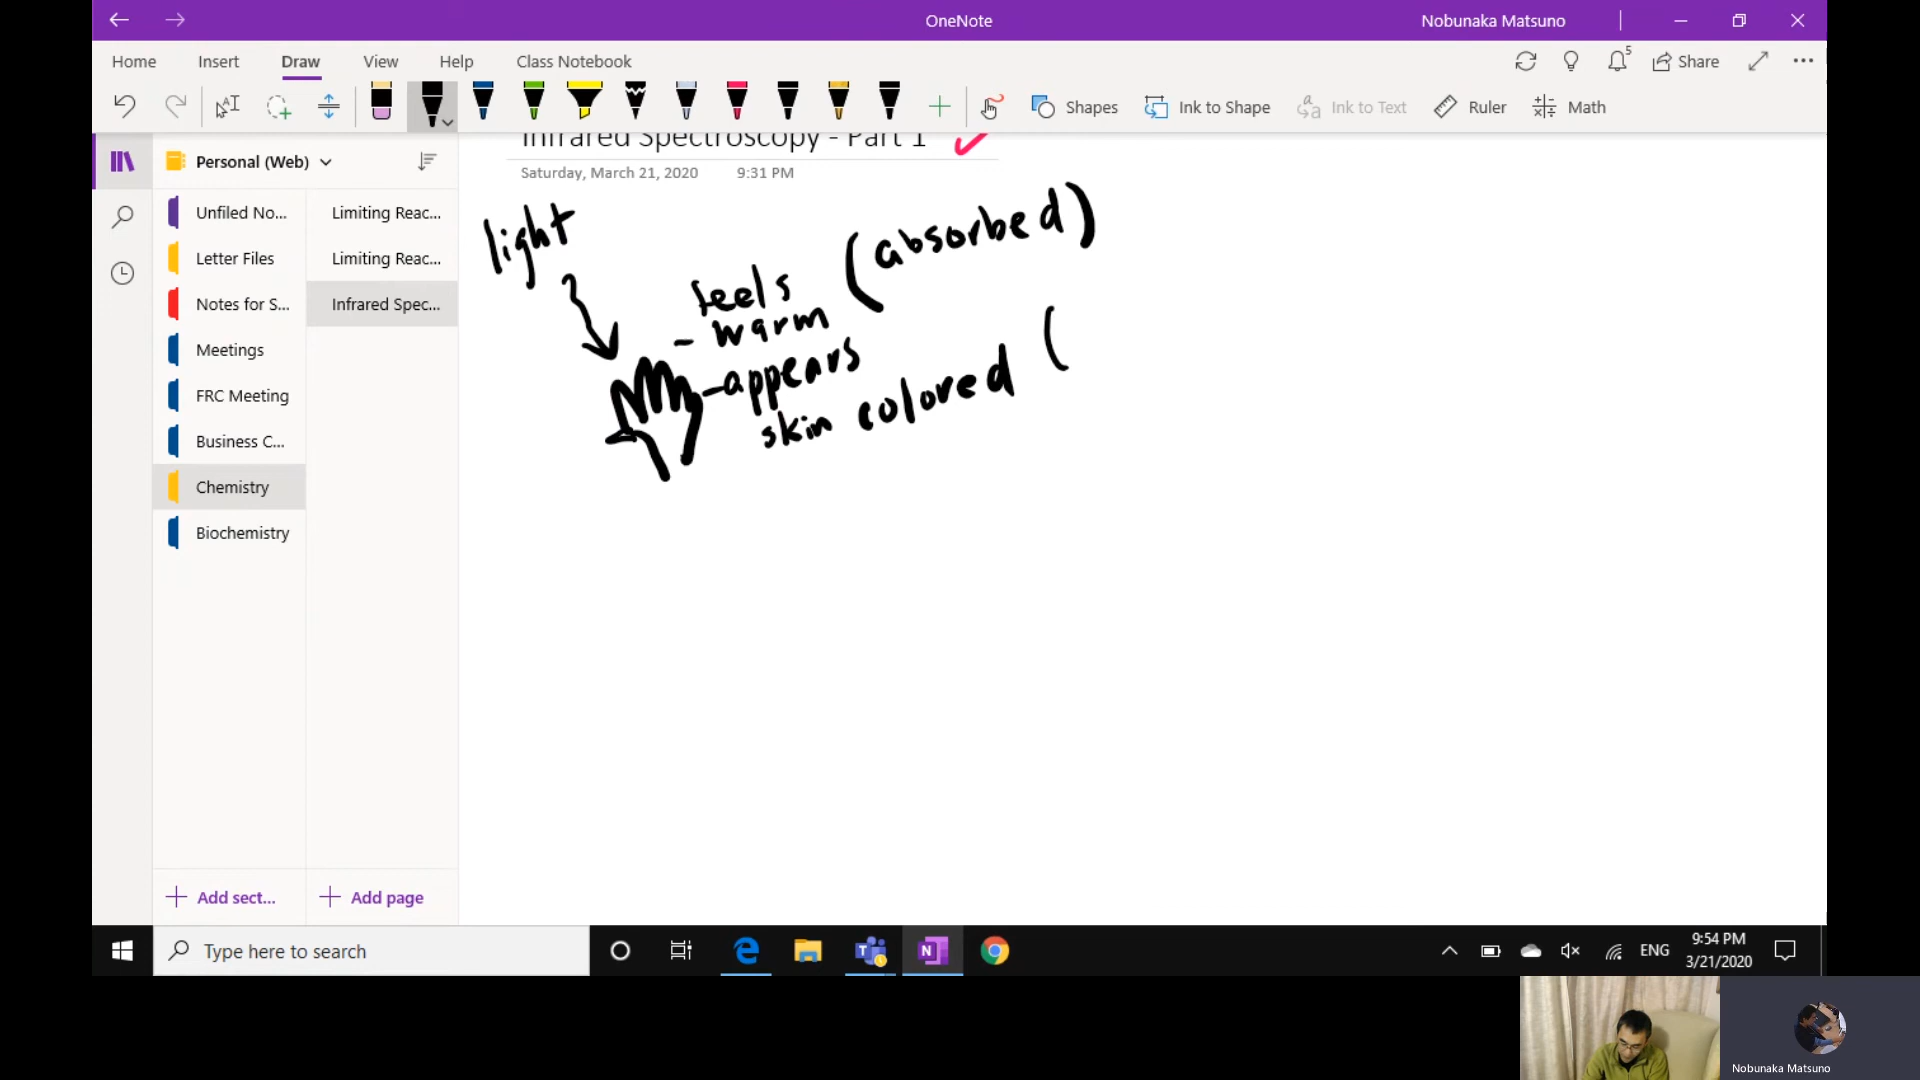 OneNote
Nobunaka Matsuno
Home Insert Draw View Help Class Notebook
5
Share
Shapes Ink to Shape Ink to Text Ruler Math
Personal (Web)
Infrared Spectroscopy - Part 1
Saturday, March 21, 2020 9:31 PM
Unfiled No...
Letter Files
Notes for S...
Meetings
FRC Meeting
Business C...
Chemistry
Biochemistry
Limiting Reac...
Limiting Reac...
Infrared Spec...
light
feels (absorbed)
- warm
- appears
skin colored (
Add sect...
Add page
Type here to search
ENG
9:54 PM
3/21/2020
Nobunaka Matsuno